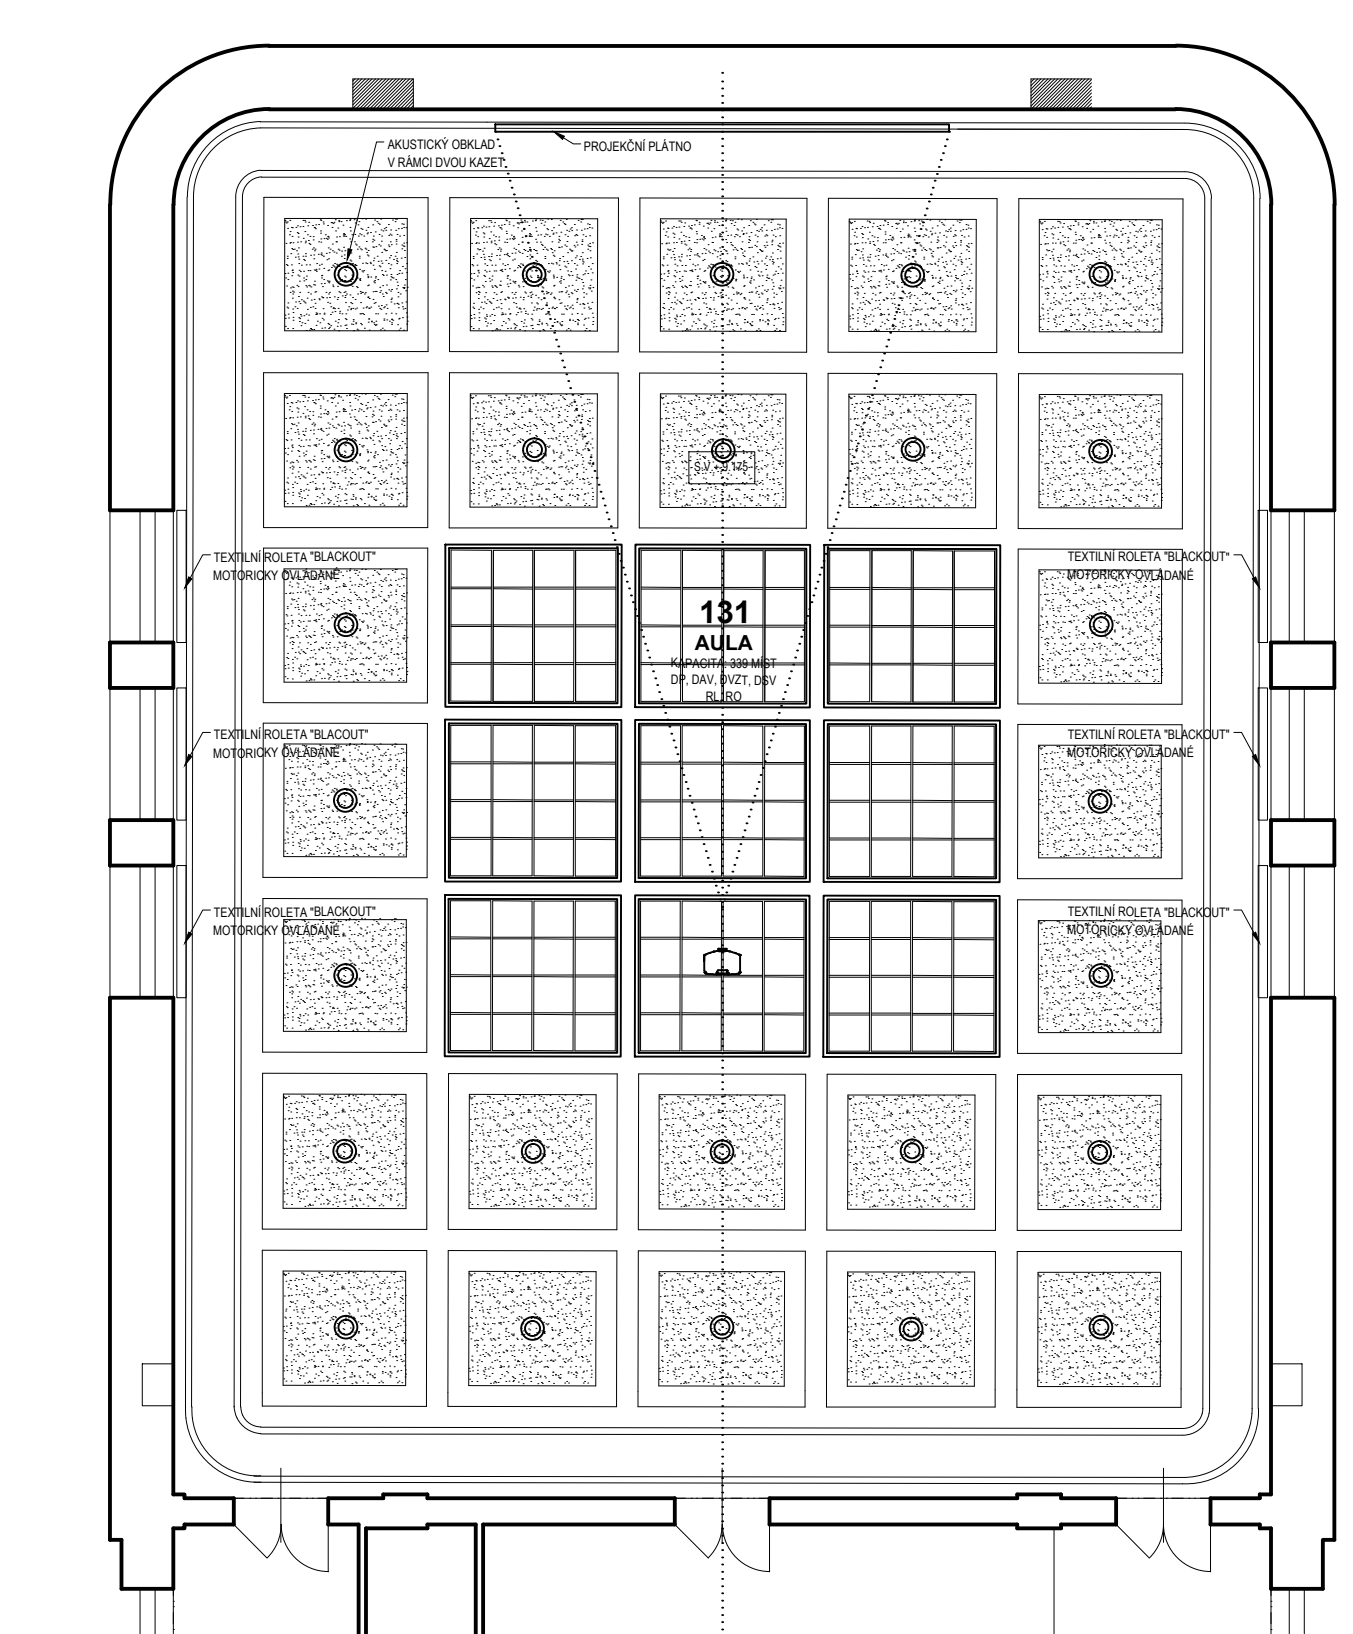 AKUSTICKÝ OBKLAD
V RÁMCI DVOU KAZET
PROJEKČNÍ PLÁTNO
S.V. +9.175
TEXTILNÍ ROLETA "BLACKOUT"
MOTORICKY OVLÁDANÉ
TEXTILNÍ ROLETA "BLACKOUT"
MOTORICKY OVLÁDANÉ
131
AULA
KAPACITA: 339 MÍST
DP, DAV, DVZT, DSV
RL, RO
TEXTILNÍ ROLETA "BLACOUT"
MOTORICKY OVLÁDANÉ
TEXTILNÍ ROLETA "BLACKOUT"
MOTORICKY OVLÁDANÉ
TEXTILNÍ ROLETA "BLACKOUT"
MOTORICKY OVLÁDANÉ
TEXTILNÍ ROLETA "BLACKOUT"
MOTORICKY OVLÁDANÉ